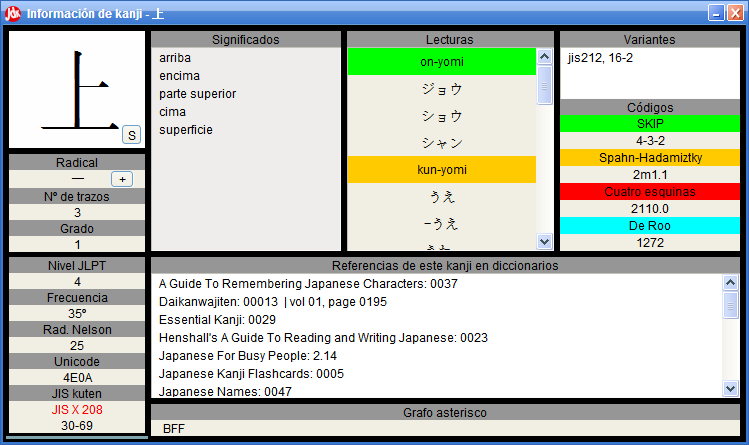 jdk Información de kanji - 上
上
S
Radical
一 +
Nº de trazos
3
Grado
1
Significados
arriba
encima
parte superior
cima
superficie
Lecturas
on-yomi
ジョウ
ショウ
シャン
kun-yomi
うえ
-うえ
Variantes
jis212, 16-2
Códigos
SKIP
4-3-2
Spahn-Hadamiztky
2m1.1
Cuatro esquinas
2110.0
De Roo
1272
Nivel JLPT
4
Frecuencia
35º
Rad. Nelson
25
Unicode
4E0A
JIS kuten
JIS X 208
30-69
Referencias de este kanji en diccionarios
A Guide To Remembering Japanese Characters: 0037
Daikanwajiten: 00013 | vol 01, page 0195
Essential Kanji: 0029
Henshall's A Guide To Reading and Writing Japanese: 0023
Japanese For Busy People: 2.14
Japanese Kanji Flashcards: 0005
Japanese Names: 0047
Grafo asterisco
BFF